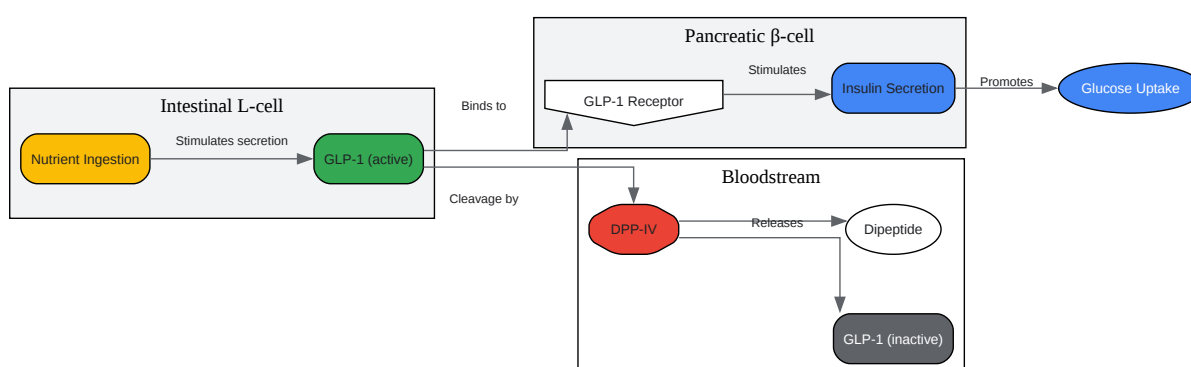 Pancreatic β-cell
Stimulates
GLP-1 Receptor
Insulin Secretion
Promotes
Glucose Uptake
Intestinal L-cell
Binds to
Nutrient Ingestion
Stimulates secretion
GLP-1 (active)
Cleavage by
Bloodstream
DPP-IV
Releases
Dipeptide
GLP-1 (inactive)